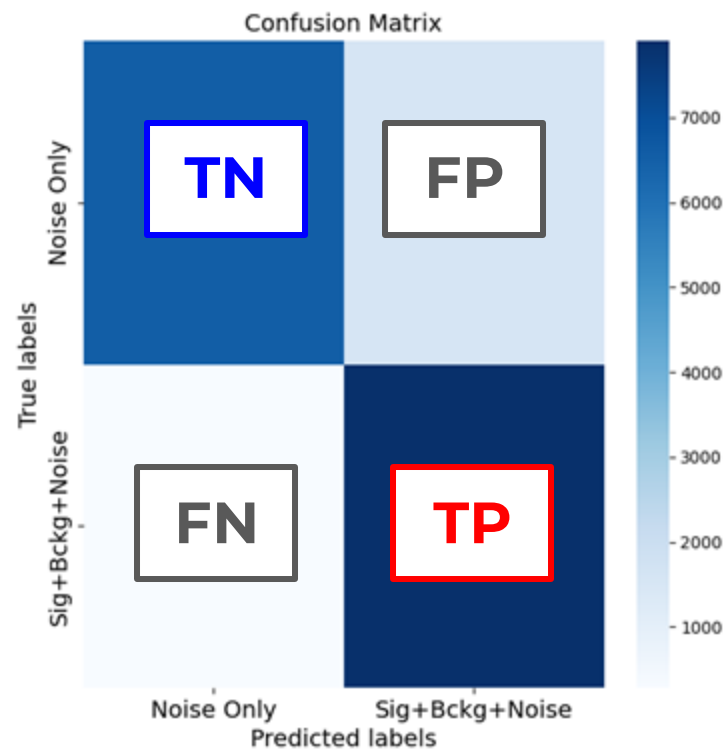 Confusion Matrix
True labels
Noise Only
Sig+Bckg+Noise
TN
FP
FN
TP
7000
6000
5000
4000
3000
2000
1000
Noise Only
Sig+Bckg+Noise
Predicted labels